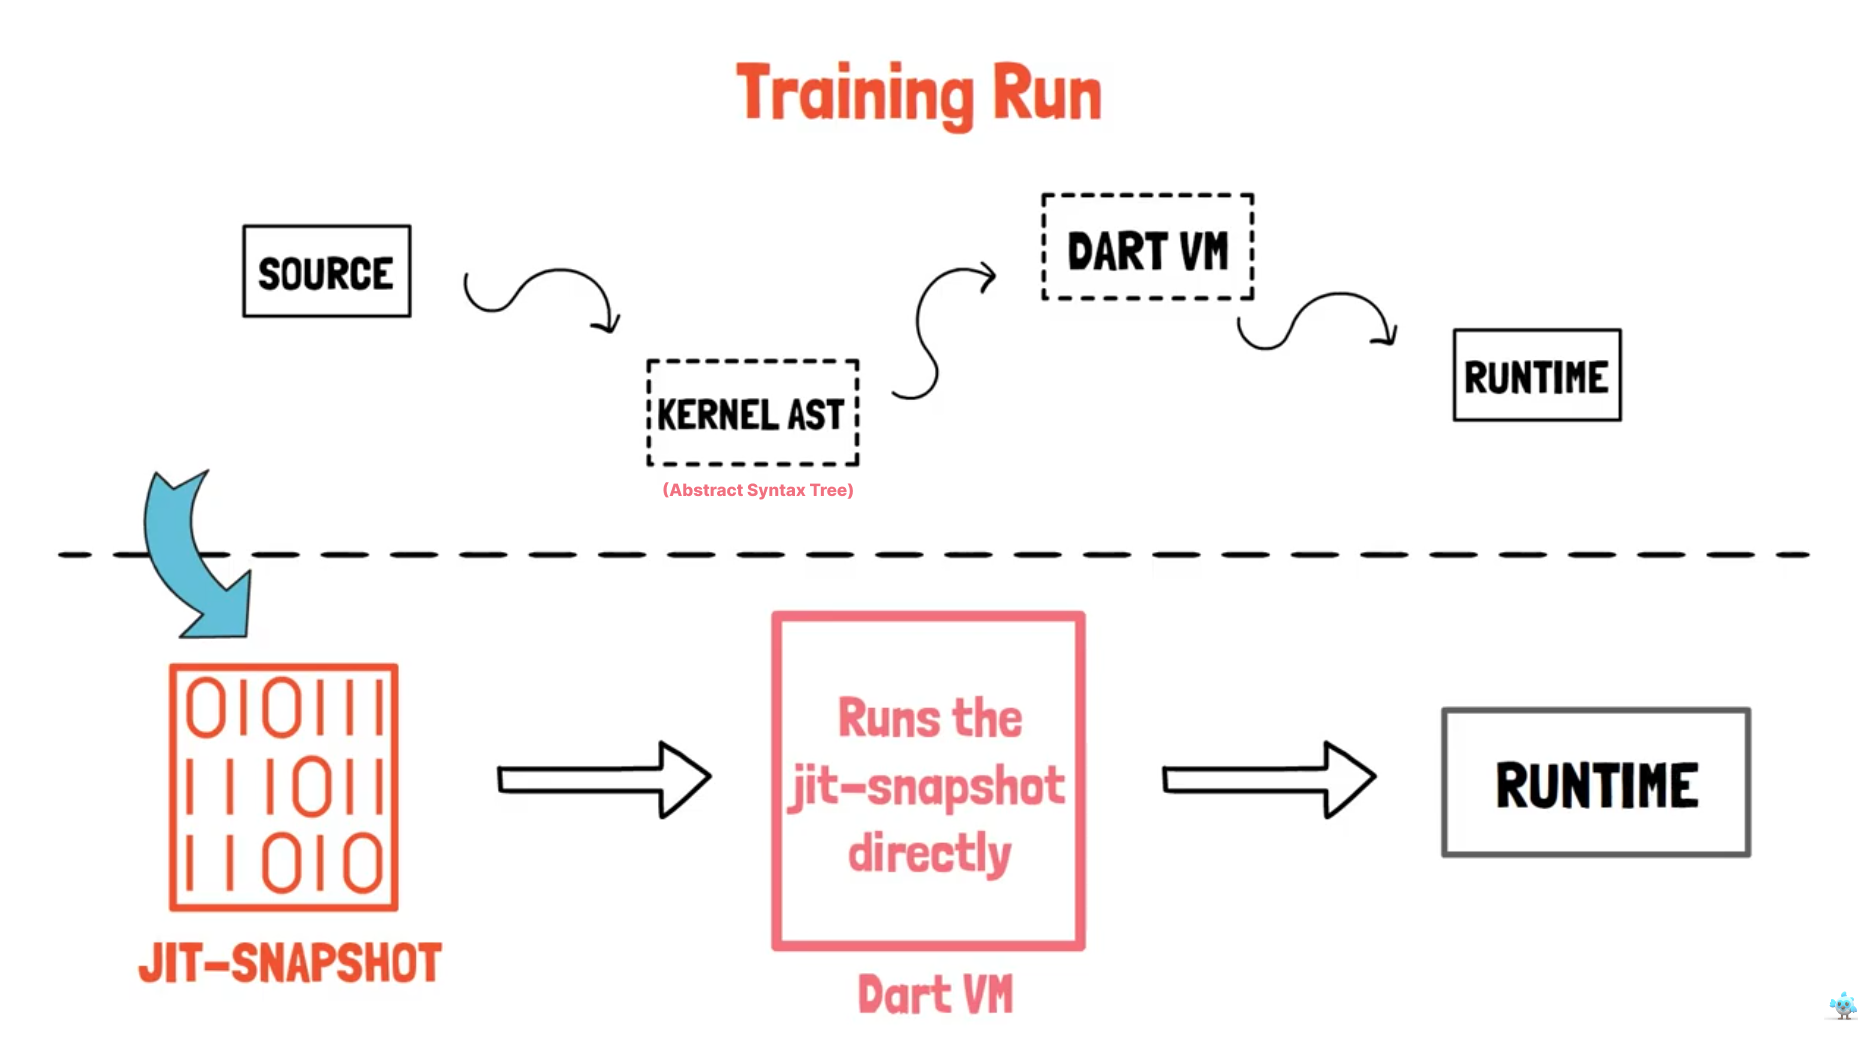 Training Run
SOURCE
DART VM
RUNTIME
KERNEL AST
(Abstract Syntax Tree)
010111
111011
11010
JIT-SNAPSHOT
Runs the
jit-snapshot
directly
Dart VM
RUNTIME